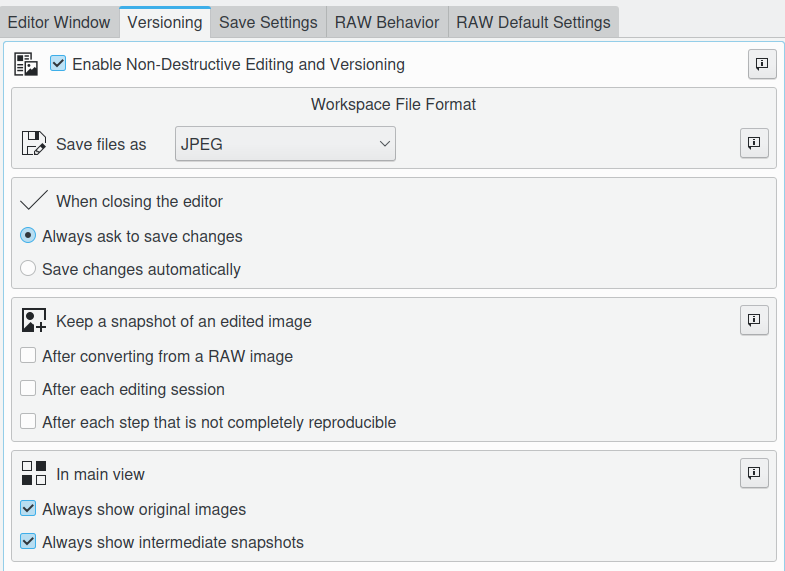 Editor Window Versioning Save Settings RAW Behavior RAW Default Settings
Enable Non-Destructive Editing and Versioning
Workspace File Format
Save files as JPEG
When closing the editor
Always ask to save changes
Save changes automatically
Keep a snapshot of an edited image
After converting from a RAW image
After each editing session
After each step that is not completely reproducible
In main view
Always show original images
Always show intermediate snapshots